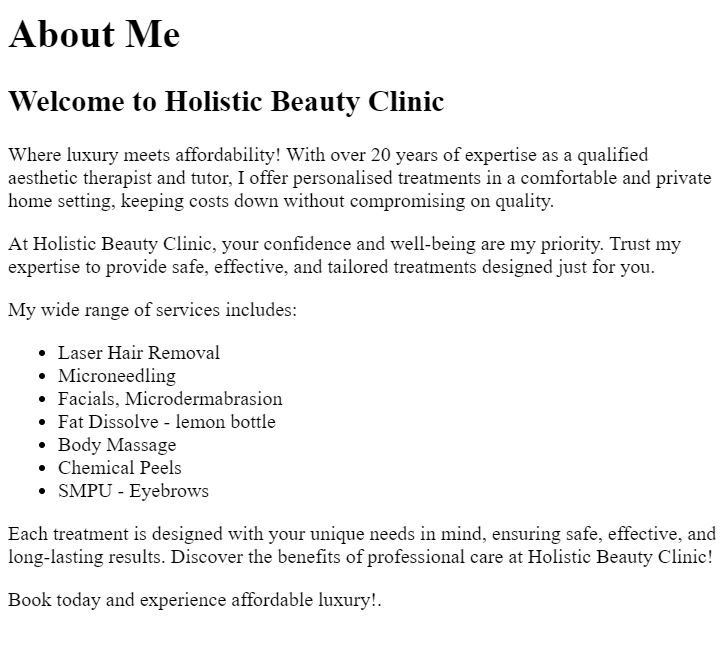 About Me
Welcome to Holistic Beauty Clinic
Where luxury meets affordability! With over 20 years of expertise as a qualified
aesthetic therapist and tutor, I offer personalised treatments in a comfortable and private
home setting, keeping costs down without compromising on quality.
At Holistic Beauty Clinic, your confidence and well-being are my priority. Trust my
expertise to provide safe, effective, and tailored treatments designed just for you.
My wide range of services includes:
• Laser Hair Removal
• Microneedling
• Facials, Microdermabrasion
• Fat Dissolve - lemon bottle
• Body Massage
• Chemical Peels
• SMPU - Eyebrows
Each treatment is designed with your unique needs in mind, ensuring safe, effective, and
long-lasting results. Discover the benefits of professional care at Holistic Beauty Clinic!
Book today and experience affordable luxury!.